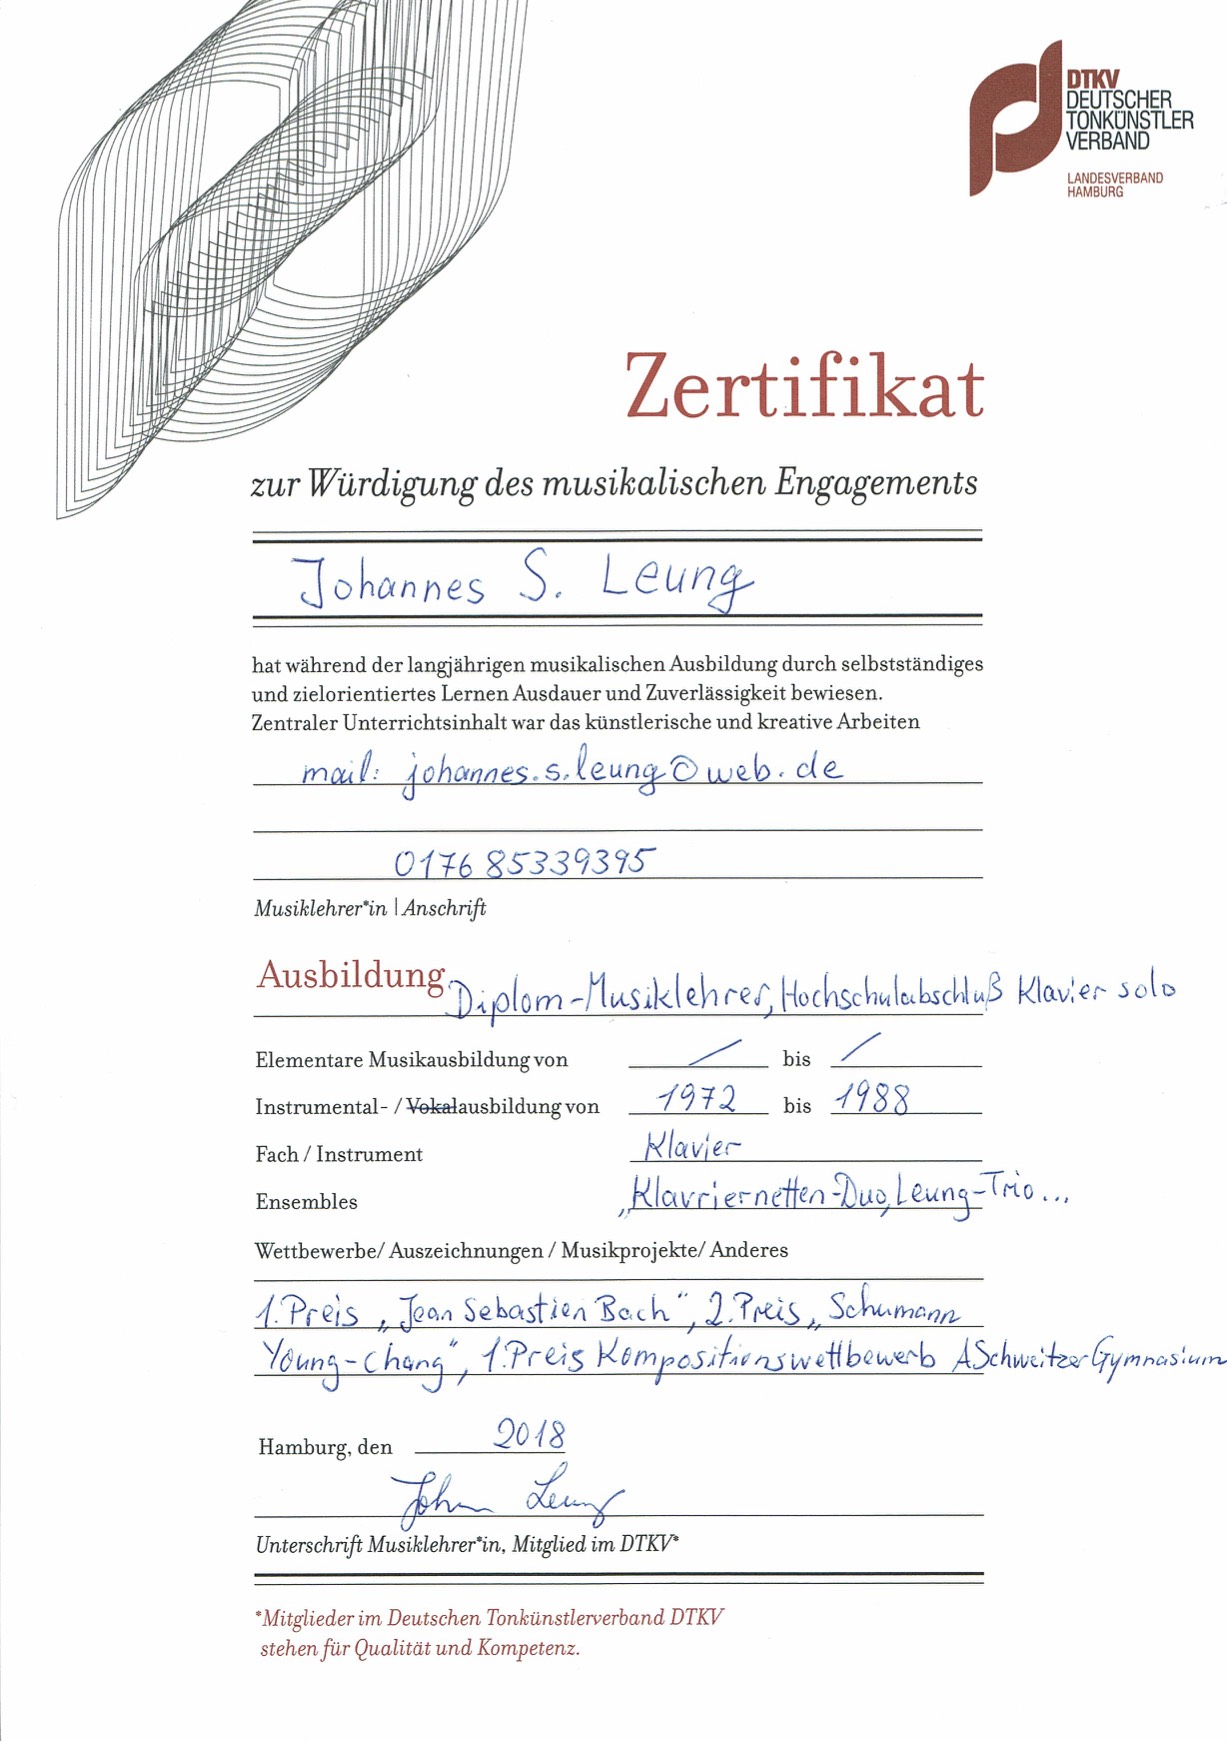 DTKV
DEUTSCHER
TONKÜNSTLER
VERBAND
LANDESVERBAND
HAMBURG
Zertifikat
zur Würdigung des musikalischen Engagements
Johannes S. Leung
hat während der langjährigen musikalischen Ausbildung durch selbstständiges
und zielorientiertes Lernen Ausdauer und Zuverlässigkeit bewiesen.
Zentraler Unterrichtsinhalt war das künstlerische und kreative Arbeiten
mail: johannes.s.leung@web.de
0176 85339395
Musiklehrer*in | Anschrift
Ausbildung Diplom-Musiklehrer, Hochschulabschluß Klavier solo
Elementare Musikausbildung von / bis /
Instrumental- / Vokalausbildung von 1972 bis 1988
Fach / Instrument Klavier
Ensembles „Klavriernetten-Duo, Leung-Trio...
Wettbewerbe/ Auszeichnungen / Musikprojekte/ Anderes
1. Preis „Jean Sebastien Bach", 2. Preis „Schumann
Young-Chang", 1. Preis Kompositionswettbewerb ASchweitzer Gymnasium
Hamburg, den 2018
Johan Leung
Unterschrift Musiklehrer*in, Mitglied im DTKV*
*Mitglieder im Deutschen Tonkünstlerverband DTKV
stehen für Qualität und Kompetenz.